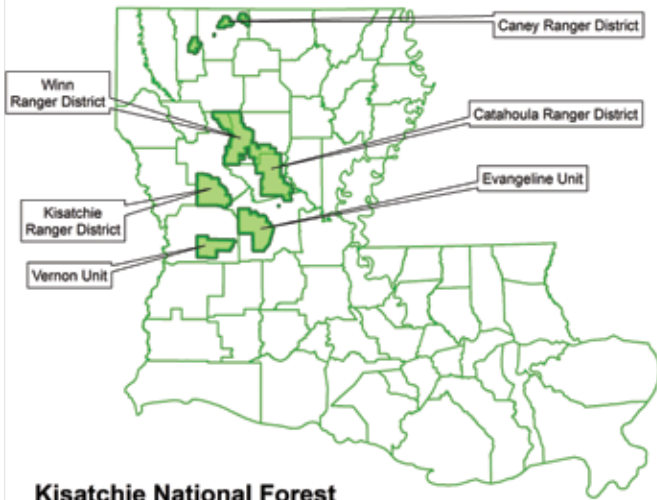 Caney Ranger District
Winn
Ranger District
Catahoula Ranger District
Evangeline Unit
Kisatchie
Ranger District
Vernon Unit
Kisatchie National Forest